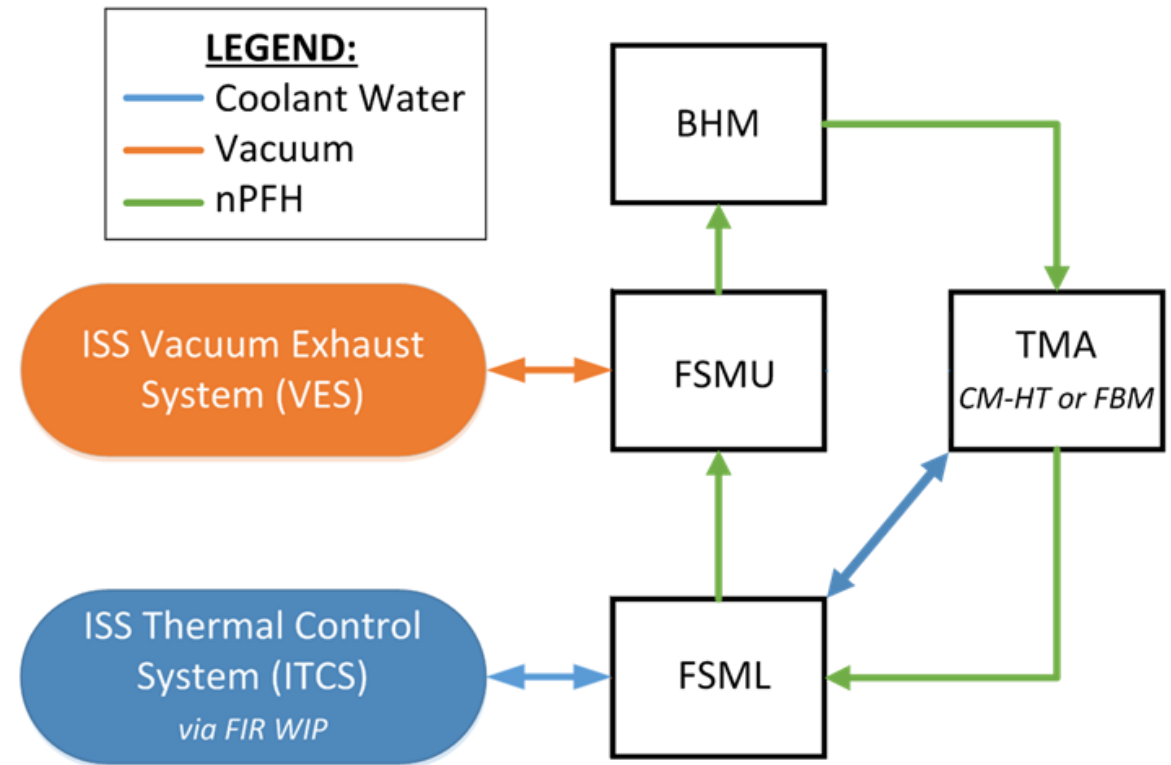 LEGEND:
Coolant Water
Vacuum
nPFH
BHM
ISS Vacuum Exhaust
System (VES)
FSMU
TMA
CM-HT or FBM
ISS Thermal Control
System (ITCS)
via FIR WIP
FSML